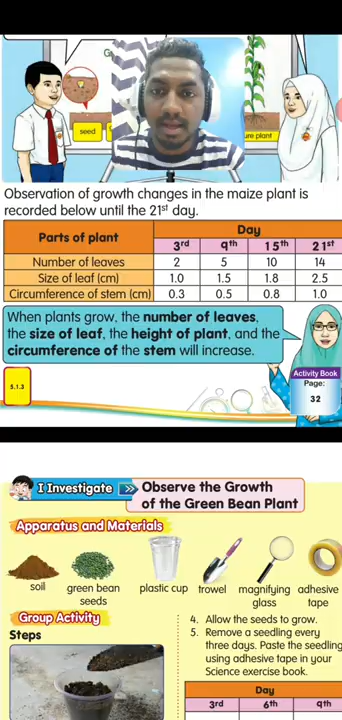 G
seed
ure plant
Observation of growth changes in the maize plant is
recorded below until the 21st day.
Parts of plant
Day
3rd 9th 15th 21st
Number of leaves 2 5 10 14
Size of leaf (cm) 1.0 1.5 1.8 2.5
Circumference of stem (cm) 0.3 0.5 0.8 1.0
When plants grow, the number of leaves,
the size of leaf, the height of plant, and the
circumference of the stem will increase.
5.1.3
Activity Book
Page:
32
I Investigate
Observe the Growth
of the Green Bean Plant
Apparatus and Materials
soil
green bean
seeds
plastic cup
trowel
magnifying
glass
adhesive
tape
Group Activity
Steps
4. Allow the seeds to grow.
5. Remove a seedling every
three days. Paste the seedling
using adhesive tape in your
Science exercise book.
Day
3rd 6th 9th